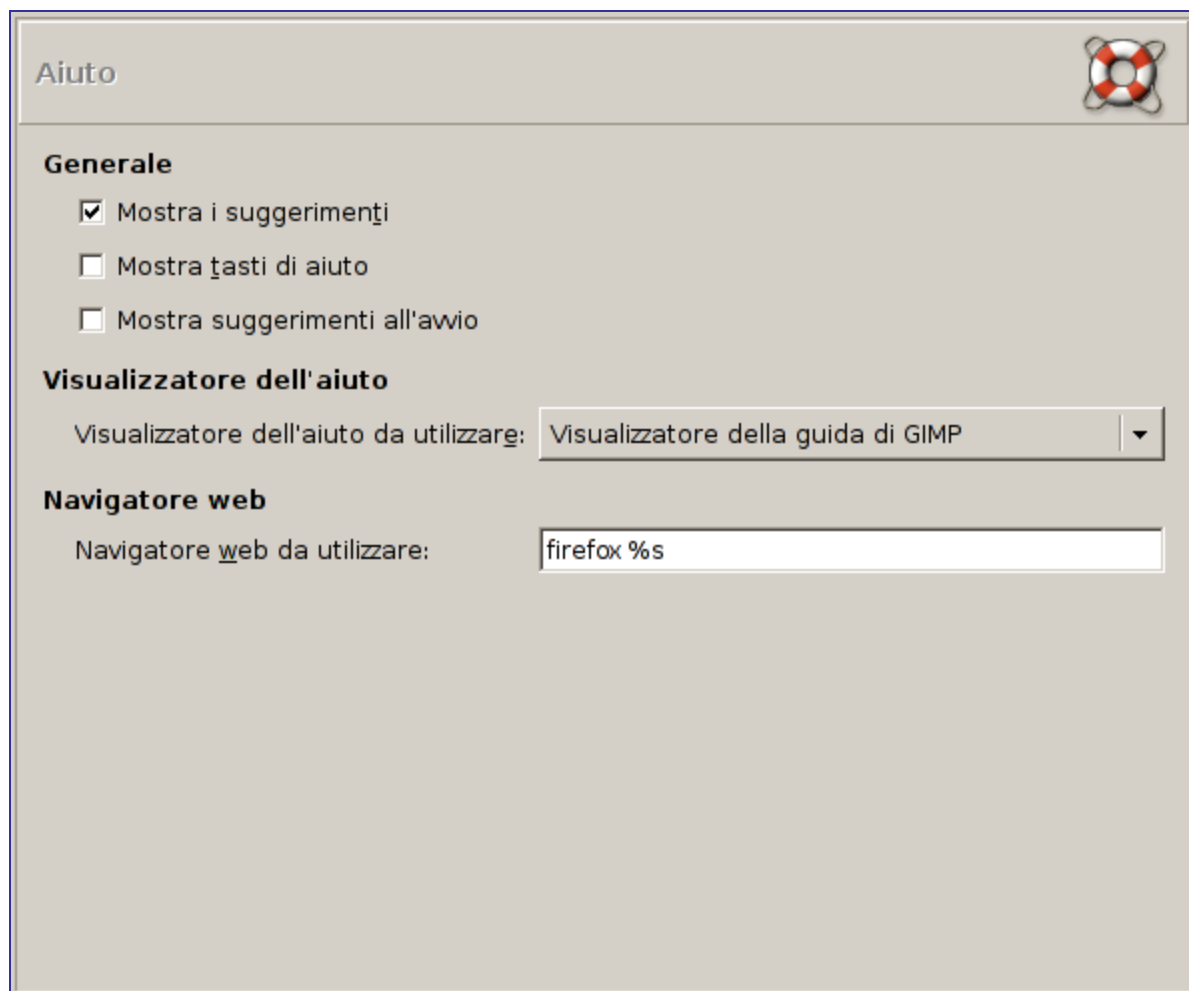 Aiuto
Generale
Mostra i suggerimenti
Mostra tasti di aiuto
Mostra suggerimenti all'avvio
Visualizzatore dell'aiuto
Visualizzatore dell'aiuto da utilizzare: Visualizzatore della guida di GIMP
Navigatore web
Navigatore web da utilizzare: firefox %s